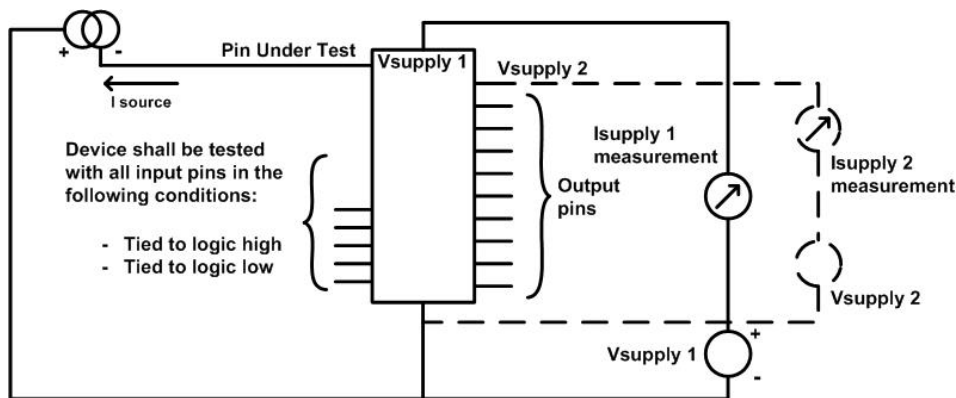 + -
Pin Under Test
I source
Vsupply 1
Vsupply 2
Device shall be tested
with all input pins in the
following conditions:
- Tied to logic high
- Tied to logic low
Output
pins
Isupply 1
measurement
Isupply 2
measurement
Vsupply 2
Vsupply 1
+
-